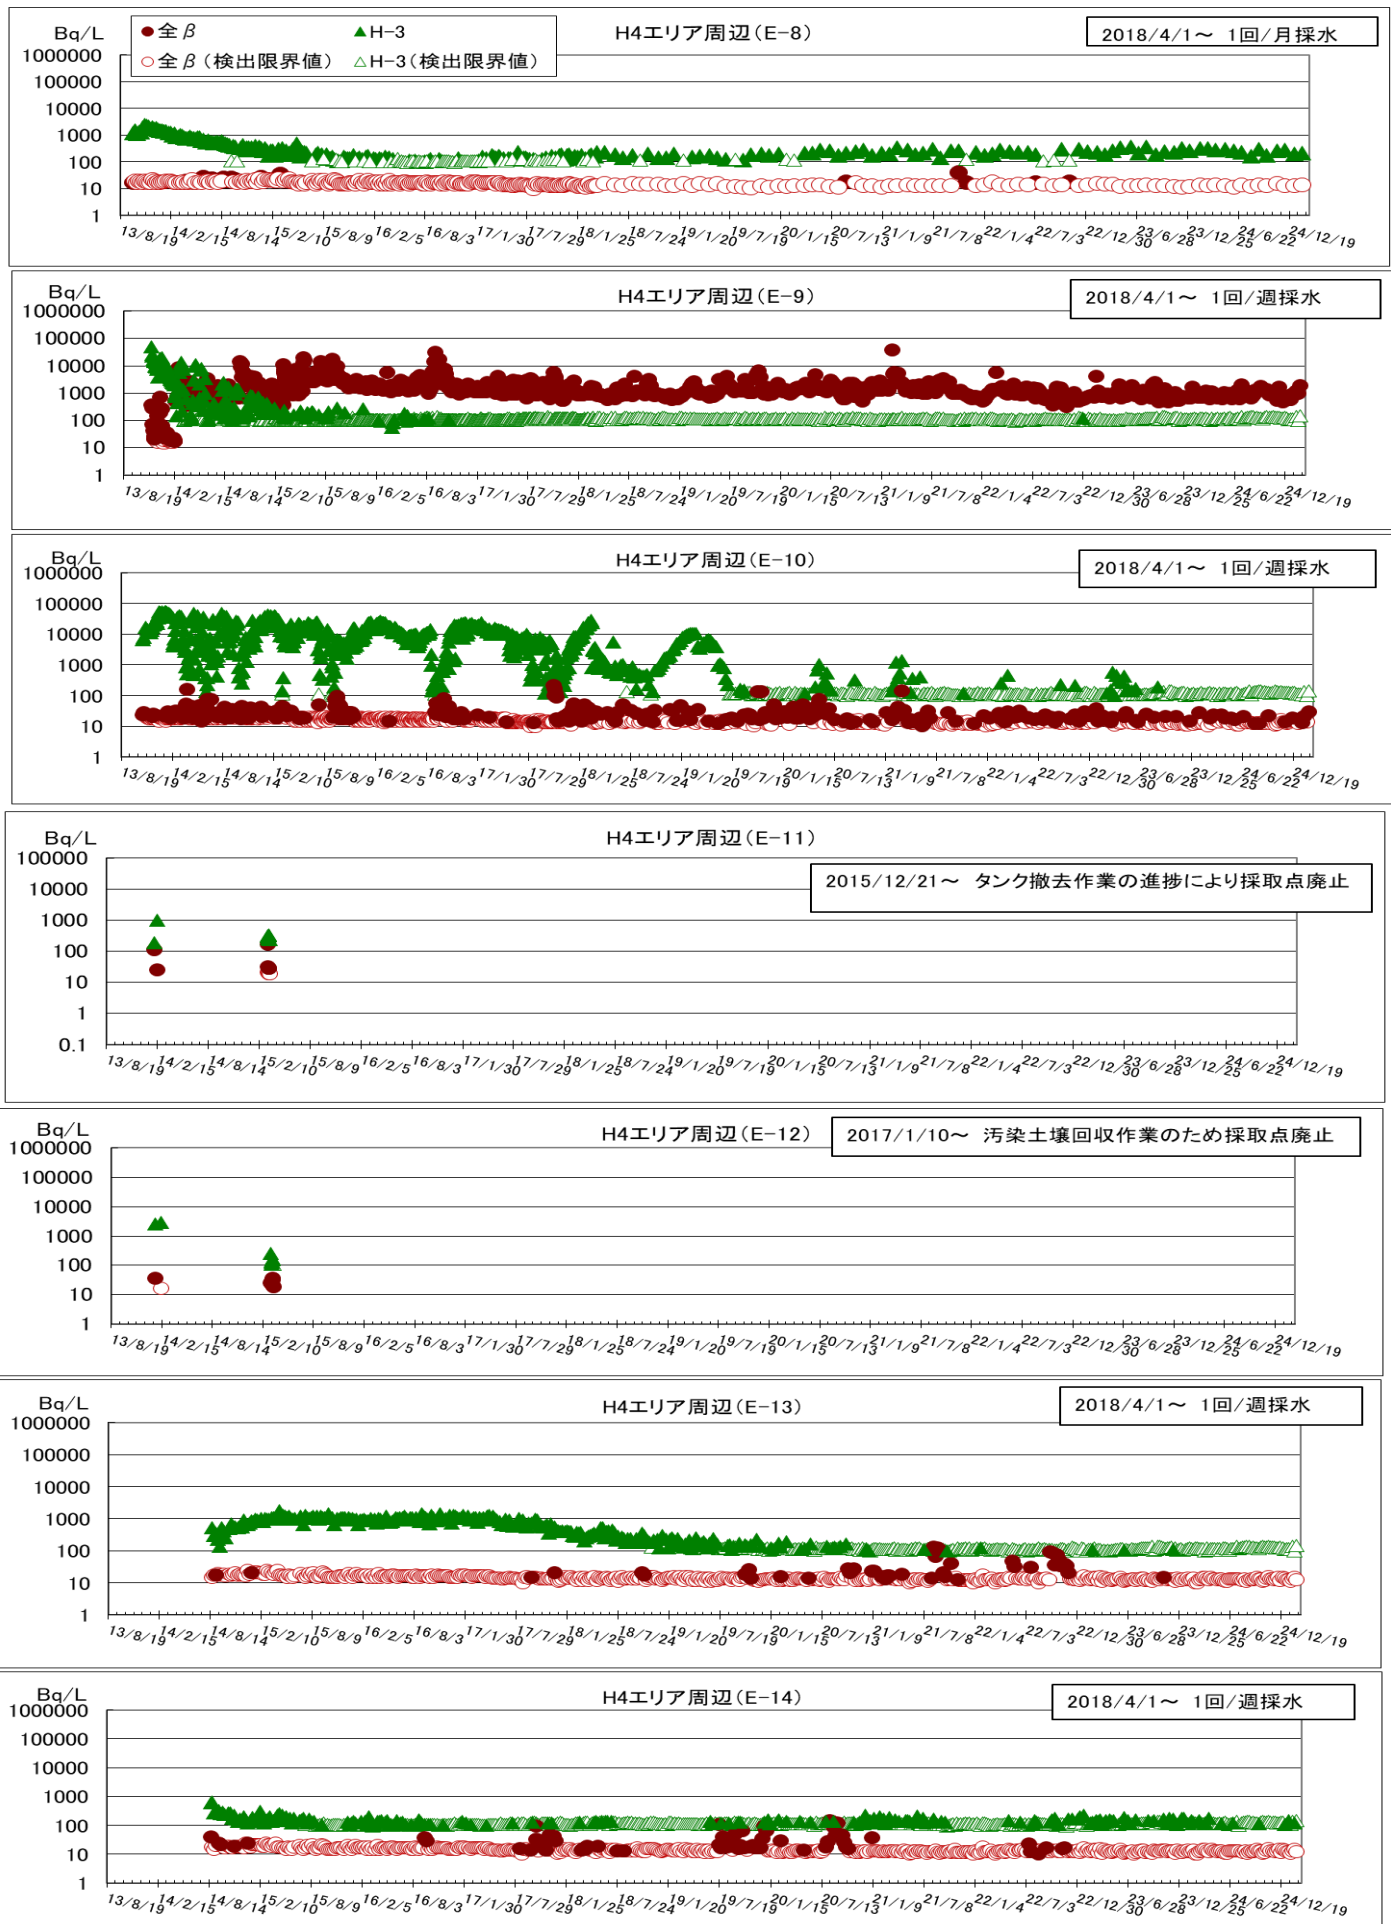 Bq/L
● 全β ▲ H-3
○ 全β(検出限界値) △ H-3(検出限界値)
H4エリア周辺(E-8)
2018/4/1～ 1回/月採水
1000000
100000
10000
1000
100
10
1
13/8/19 14/2/15 14/8/14 15/2/10 15/8/9 16/2/5 16/8/3 17/1/30 17/7/29 18/1/25 18/7/24 19/1/20 19/7/19 20/1/15 20/7/13 21/1/9 21/7/8 22/1/4 22/7/3 22/12/30 23/6/28 23/12/25 24/6/22 24/12/19
Bq/L
H4エリア周辺(E-9)
2018/4/1～ 1回/週採水
1000000
100000
10000
1000
100
10
1
13/8/19 14/2/15 14/8/14 15/2/10 15/8/9 16/2/5 16/8/3 17/1/30 17/7/29 18/1/25 18/7/24 19/1/20 19/7/19 20/1/15 20/7/13 21/1/9 21/7/8 22/1/4 22/7/3 22/12/30 23/6/28 23/12/25 24/6/22 24/12/19
Bq/L
H4エリア周辺(E-10)
2018/4/1～ 1回/週採水
1000000
100000
10000
1000
100
10
1
13/8/19 14/2/15 14/8/14 15/2/10 15/8/9 16/2/5 16/8/3 17/1/30 17/7/29 18/1/25 18/7/24 19/1/20 19/7/19 20/1/15 20/7/13 21/1/9 21/7/8 22/1/4 22/7/3 22/12/30 23/6/28 23/12/25 24/6/22 24/12/19
Bq/L
H4エリア周辺(E-11)
2015/12/21～ タンク撤去作業の進捗により採取点廃止
100000
10000
1000
100
10
1
0.1
13/8/19 14/2/15 14/8/14 15/2/10 15/8/9 16/2/5 16/8/3 17/1/30 17/7/29 18/1/25 18/7/24 19/1/20 19/7/19 20/1/15 20/7/13 21/1/9 21/7/8 22/1/4 22/7/3 22/12/30 23/6/28 23/12/25 24/6/22 24/12/19
Bq/L
H4エリア周辺(E-12)
2017/1/10～ 汚染土壌回収作業のため採取点廃止
1000000
100000
10000
1000
100
10
1
13/8/19 14/2/15 14/8/14 15/2/10 15/8/9 16/2/5 16/8/3 17/1/30 17/7/29 18/1/25 18/7/24 19/1/20 19/7/19 20/1/15 20/7/13 21/1/9 21/7/8 22/1/4 22/7/3 22/12/30 23/6/28 23/12/25 24/6/22 24/12/19
Bq/L
H4エリア周辺(E-13)
2018/4/1～ 1回/週採水
1000000
100000
10000
1000
100
10
1
13/8/19 14/2/15 14/8/14 15/2/10 15/8/9 16/2/5 16/8/3 17/1/30 17/7/29 18/1/25 18/7/24 19/1/20 19/7/19 20/1/15 20/7/13 21/1/9 21/7/8 22/1/4 22/7/3 22/12/30 23/6/28 23/12/25 24/6/22 24/12/19
Bq/L
H4エリア周辺(E-14)
2018/4/1～ 1回/週採水
1000000
100000
10000
1000
100
10
1
13/8/19 14/2/15 14/8/14 15/2/10 15/8/9 16/2/5 16/8/3 17/1/30 17/7/29 18/1/25 18/7/24 19/1/20 19/7/19 20/1/15 20/7/13 21/1/9 21/7/8 22/1/4 22/7/3 22/12/30 23/6/28 23/12/25 24/6/22 24/12/19